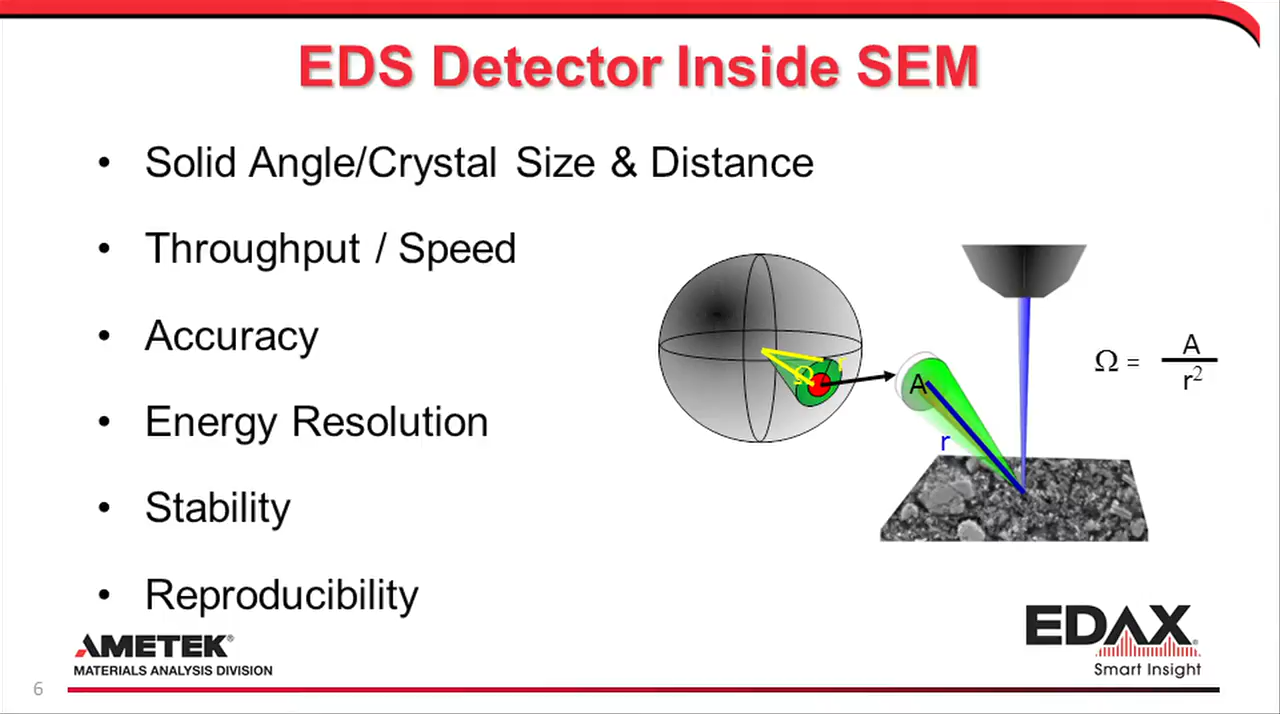 EDS Detector Inside SEM
• Solid Angle/Crystal Size & Distance
• Throughput / Speed
• Accuracy
• Energy Resolution
• Stability
• Reproducibility
Ω
r
A
r
Ω = A
r²
AMETEK®
MATERIALS ANALYSIS DIVISION
EDAX®
Smart Insight
6